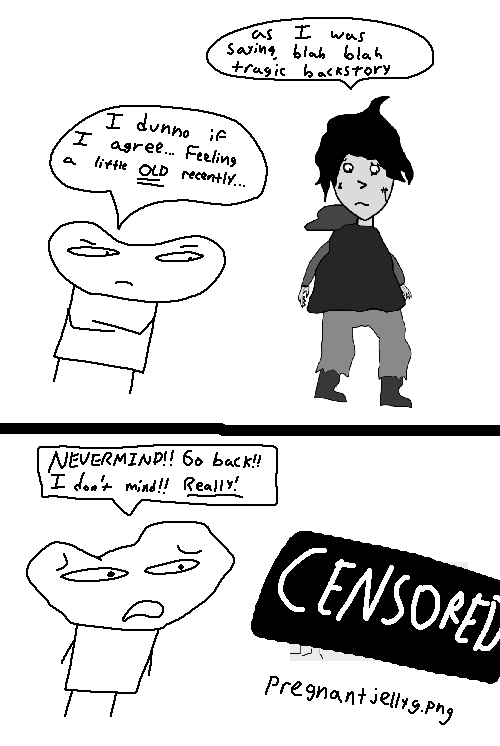 as I was
saying, blah blah
tragic backstory
I dunno if
I agree... Feeling
a little OLD recently...
NEVERMIND!! Go back!!
I don't mind!! Really!
CENSORED
Pregnantjellyg.png